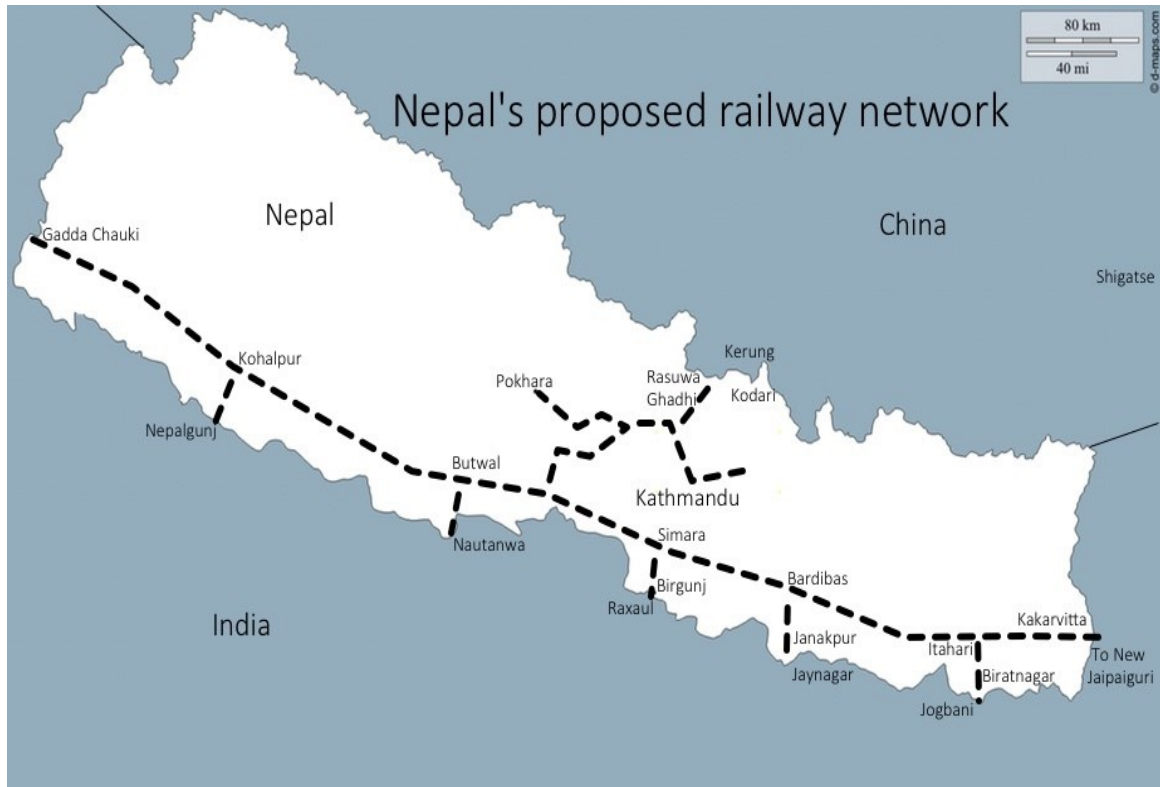 80 km
40 mi
© d-maps.com
Nepal's proposed railway network
Nepal
China
Gadda Chauki
Shigatse
Kerung
Kohalpur
Pokhara
Rasuwa
Ghadhi
Kodari
Nepalgunj
Butwal
Kathmandu
Simara
Nautanwa
Bardibas
Birgunj
Raxaul
India
Kakarvitta
Janakpur
Itahari
To New
Jaipaiguri
Jaynagar
Biratnagar
Jogbani